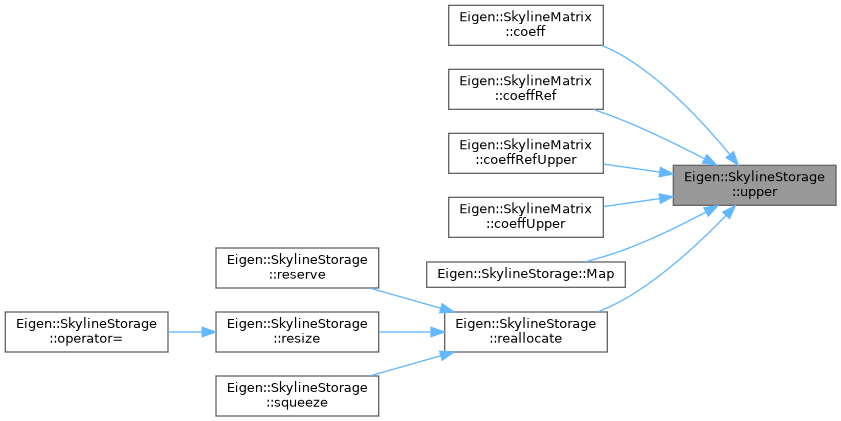 Eigen::SkylineMatrix
::coeff
Eigen::SkylineMatrix
::coeffRef
Eigen::SkylineMatrix
::coeffRefUpper
Eigen::SkylineStorage
::upper
Eigen::SkylineMatrix
::coeffUpper
Eigen::SkylineStorage::Map
Eigen::SkylineStorage
::reserve
Eigen::SkylineStorage
::operator=
Eigen::SkylineStorage
::resize
Eigen::SkylineStorage
::reallocate
Eigen::SkylineStorage
::squeeze